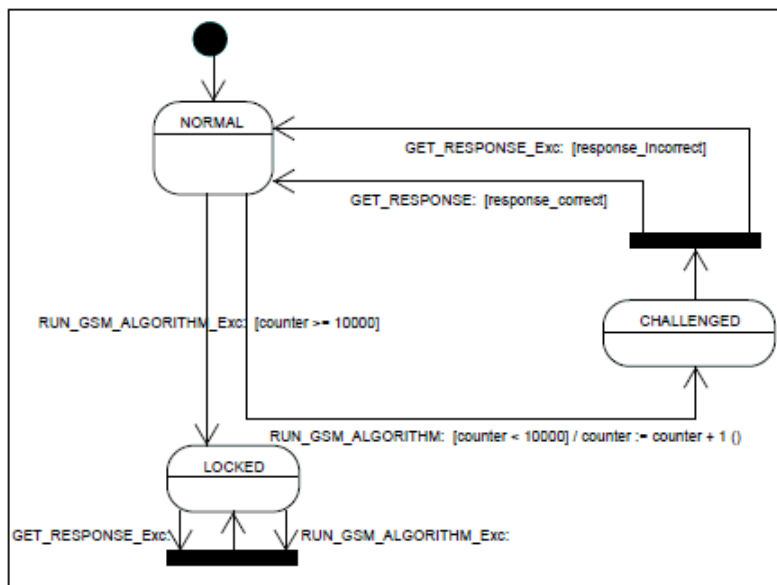 NORMAL
GET_RESPONSE_Exc: [response_incorrect]
GET_RESPONSE: [response_correct]
RUN_GSM_ALGORITHM_Exc: [counter >= 10000]
CHALLENGED
RUN_GSM_ALGORITHM: [counter < 10000] / counter := counter + 1 ()
LOCKED
GET_RESPONSE_Exc:
RUN_GSM_ALGORITHM_Exc: